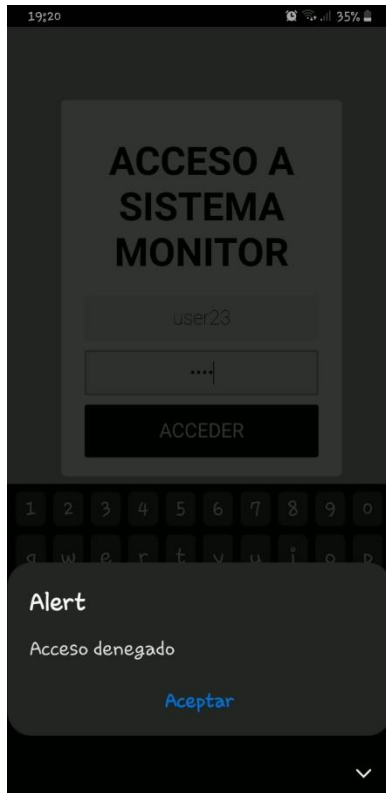 19:20
35%
ACCESO A
SISTEMA
MONITOR
user23
••••
ACCEDER
1 2 3 4 5 6 7 8 9 0
q w e r t y u i o p
Alert
Acceso denegado
Aceptar